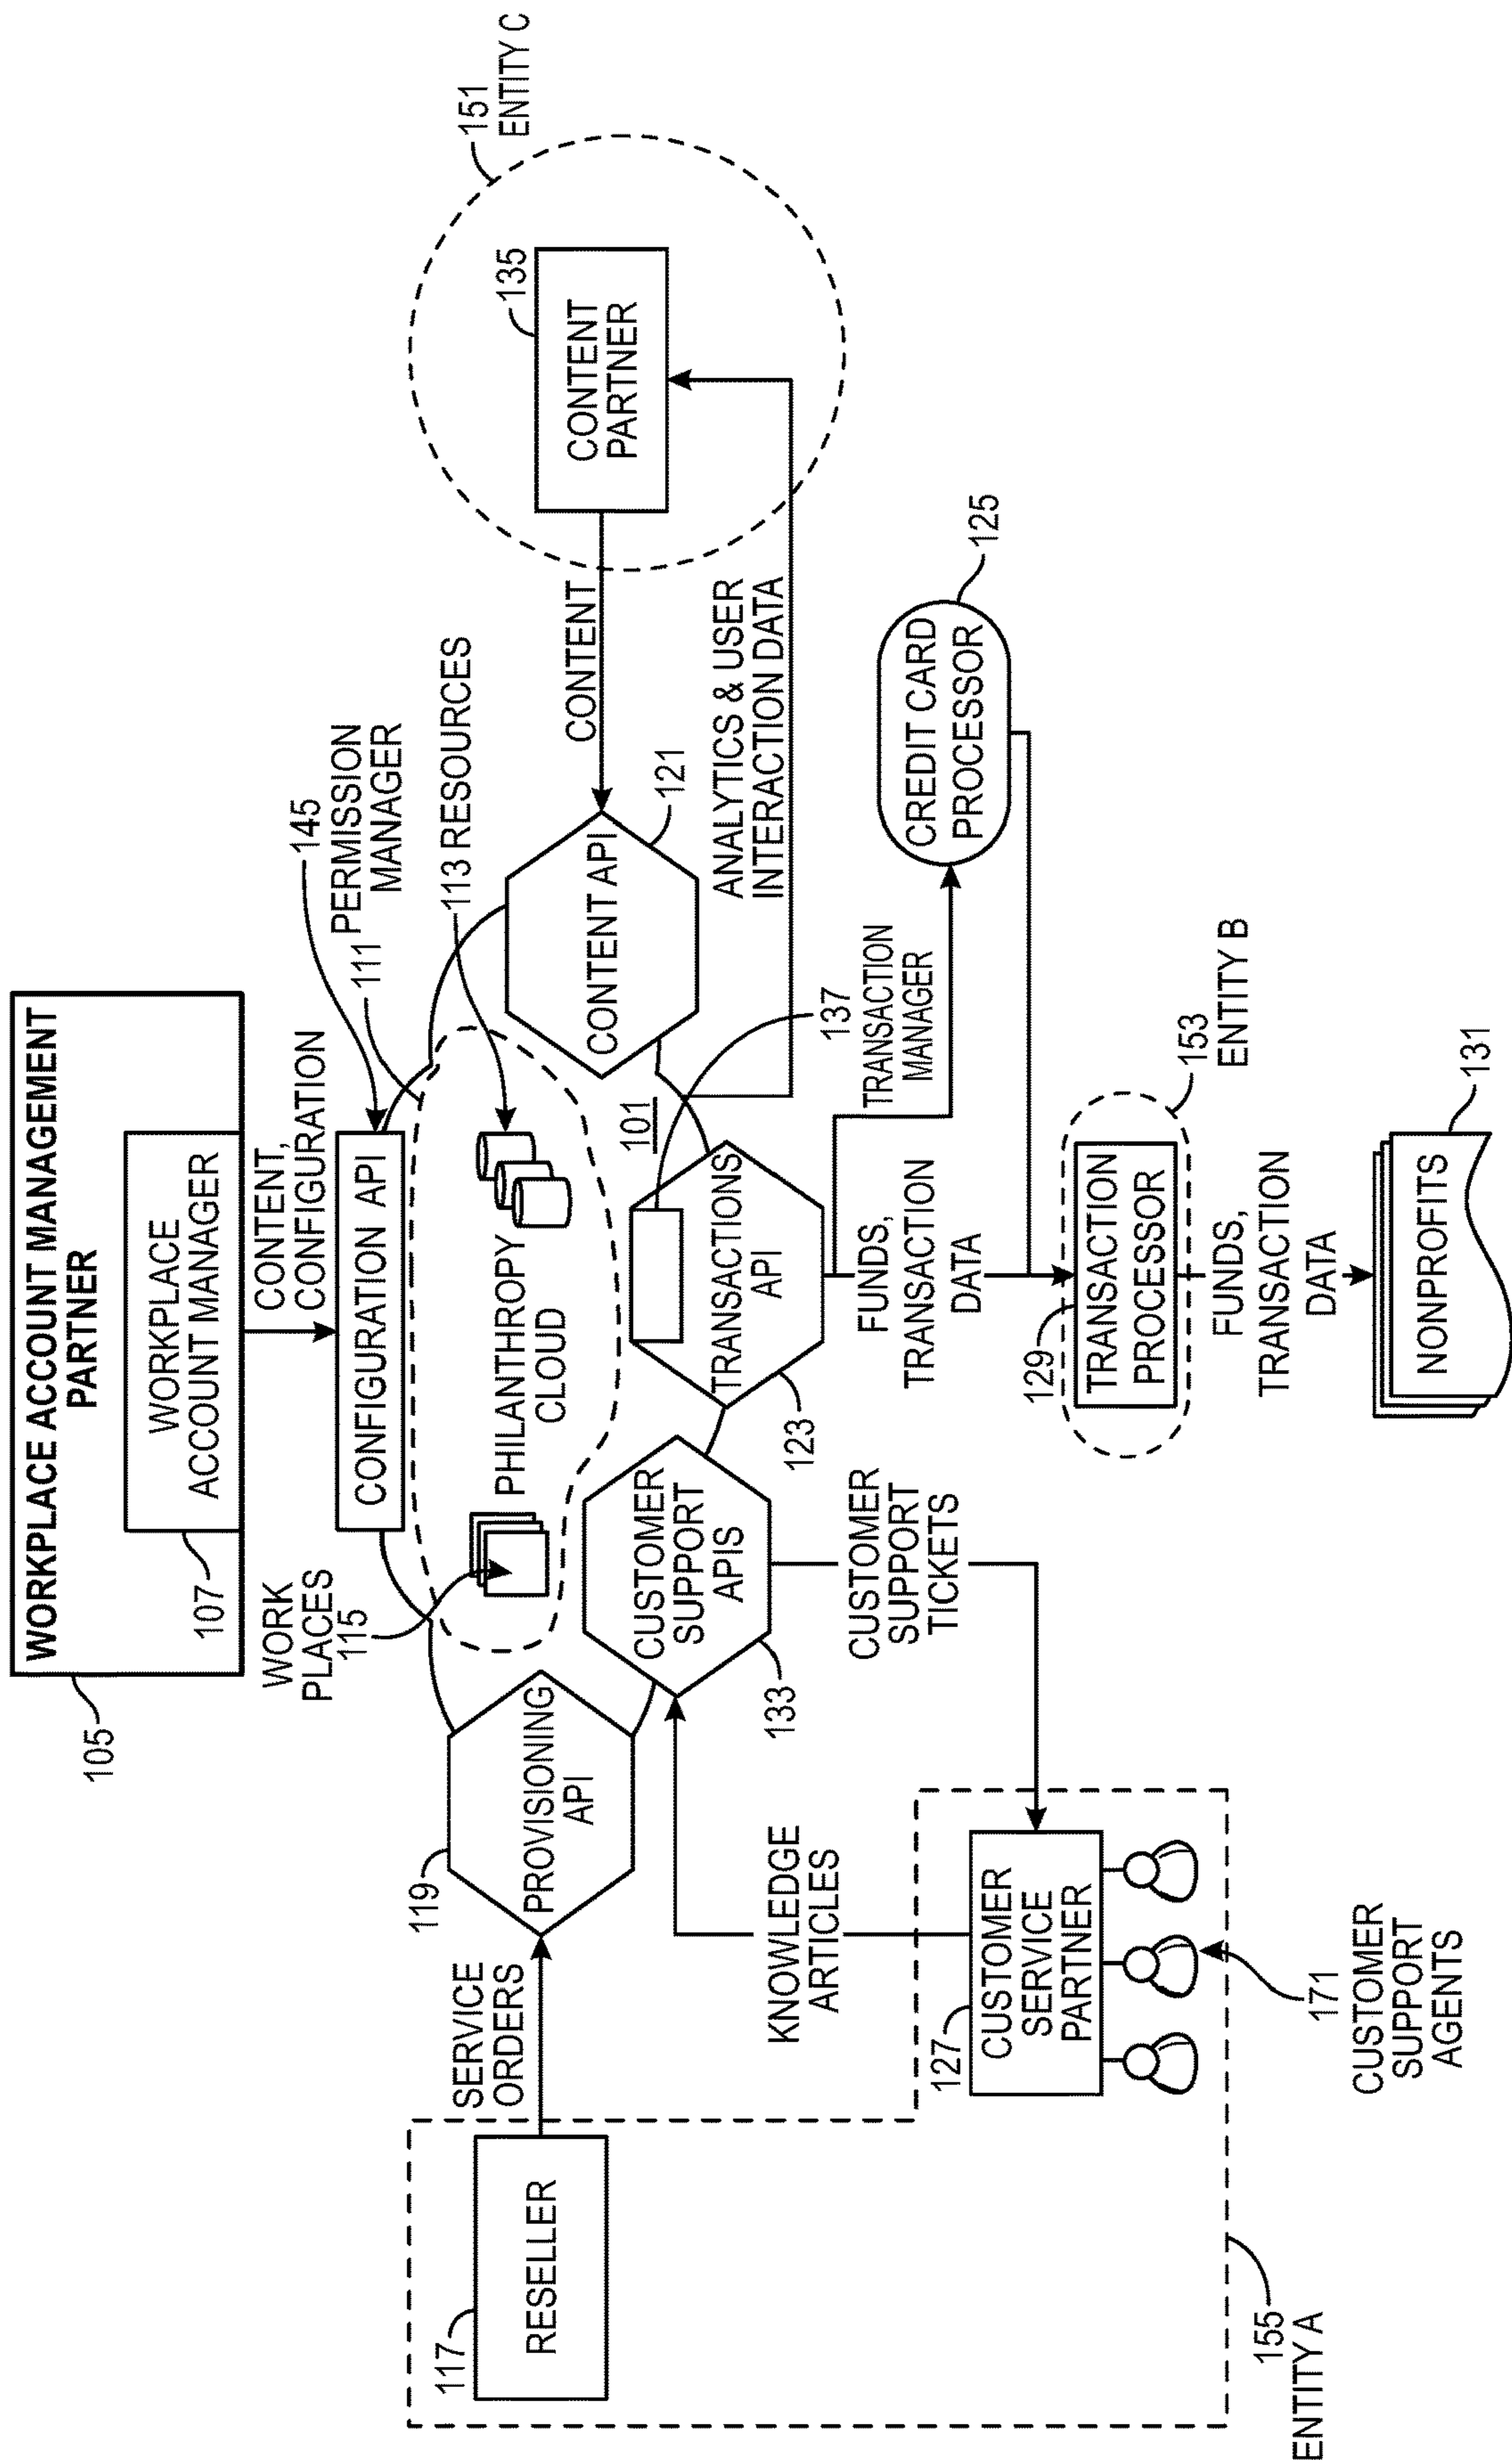 WORKPLACE ACCOUNT MANAGEMENT
PARTNER
105
WORKPLACE
ACCOUNT MANAGER
107
CONTENT,
CONFIGURATION
145
PERMISSION
MANAGER
111
113 RESOURCES
CONFIGURATION API
WORK
PLACES
115
PHILANTHROPY
CLOUD
101
117
RESELLER
SERVICE
ORDERS
119
PROVISIONING
API
CONTENT API
121
CONTENT
135
CONTENT
PARTNER
151
ENTITY C
CUSTOMER
SUPPORT
APIS
133
TRANSACTIONS
API
123
137
TRANSACTION
MANAGER
ANALYTICS & USER
INTERACTION DATA
KNOWLEDGE
ARTICLES
CUSTOMER
SUPPORT
TICKETS
FUNDS,
TRANSACTION
DATA
CREDIT CARD
PROCESSOR
125
127
CUSTOMER
SERVICE
PARTNER
129
TRANSACTION
PROCESSOR
153
ENTITY B
171
CUSTOMER
SUPPORT
AGENTS
FUNDS,
TRANSACTION
DATA
155
ENTITY A
NONPROFITS
131